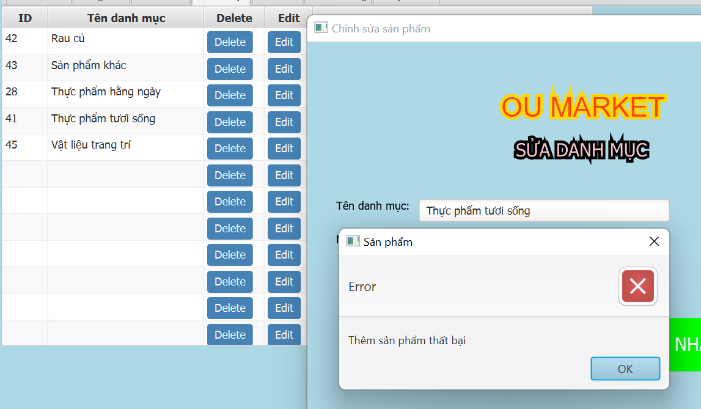 ID Tên danh mục Delete Edit
42 Rau củ Delete Edit
43 Sản phẩm khác Delete Edit
28 Thực phẩm hằng ngày Delete Edit
41 Thực phẩm tươi sống Delete Edit
45 Vật liệu trang trí Delete Edit
Delete Edit
Delete Edit
Delete Edit
Delete Edit
Delete Edit
Delete Edit
Delete Edit
Chỉnh sửa sản phẩm
OU MARKET
SỬA DANH MỤC
Tên danh mục: Thực phẩm tươi sống
Sản phẩm
Error
Thêm sản phẩm thất bại
OK